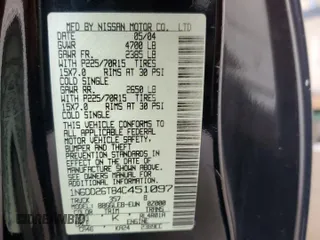 MFD BY NISSAN MOTOR CO. LTD
05/04
GVWR 4700 LB
GAWR FR. 2385 LB
WITH P225/70R15 TIRES
15X7.0 RIMS AT 30 PSI
COLD SINGLE
GAWR RR. 2650 LB
WITH P225/70R15 TIRES
15X7.0 RIMS AT 30 PSI
COLD SINGLE
THIS VEHICLE CONFORMS TO
ALL APPLICABLE FEDERAL
MOTOR VEHICLE SAFETY,
BUMPER AND THEFT
PREVENTION STANDARDS IN
EFFECT ON THE DATE OF
MANUFACTURE SHOWN ABOVE.
SEE OWNERS MANUAL FOR
ADDITIONAL INFORMATION.
1N6DD26T84C451097
TRUCK